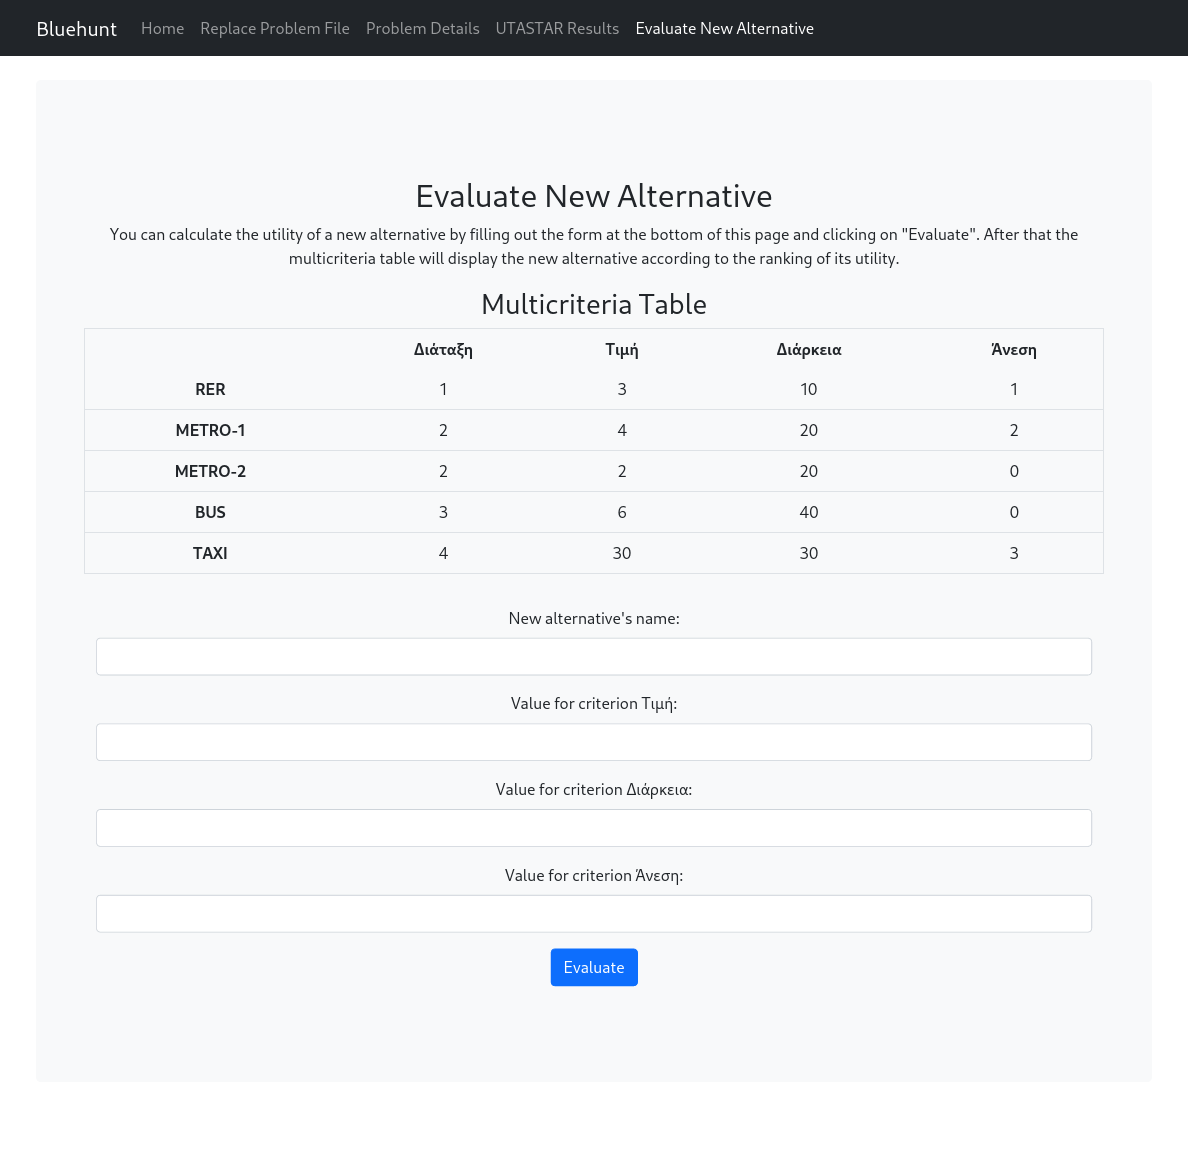 Bluehunt Home Replace Problem File Problem Details UTASTAR Results Evaluate New Alternative
Evaluate New Alternative
You can calculate the utility of a new alternative by filling out the form at the bottom of this page and clicking on "Evaluate". After that the
multicriteria table will display the new alternative according to the ranking of its utility.
Multicriteria Table
Διάταξη Τιμή Διάρκεια Άνεση
RER 1 3 10 1
METRO-1 2 4 20 2
METRO-2 2 2 20 0
BUS 3 6 40 0
TAXI 4 30 30 3
New alternative's name:
Value for criterion Τιμή:
Value for criterion Διάρκεια:
Value for criterion Άνεση:
Evaluate